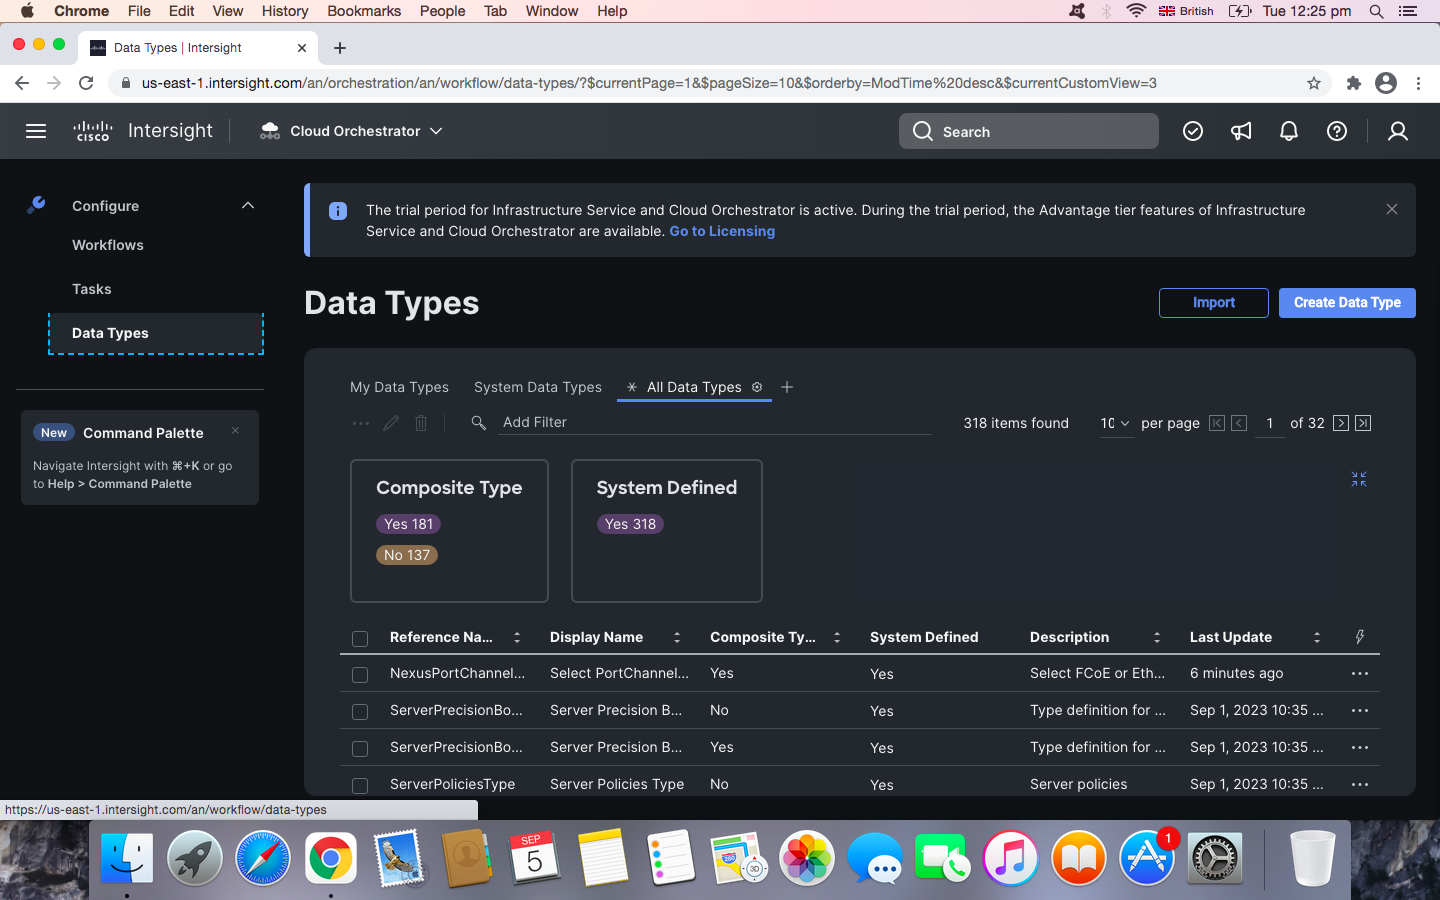 Chrome File Edit View History Bookmarks People Tab Window Help British Tue 12:25 pm
Data Types | Intersight
us-east-1.intersight.com/an/orchestration/an/workflow/data-types/?$currentPage=1&$pageSize=10&$orderby=ModTime%20desc&$currentCustomView=3
CISCO Intersight Cloud Orchestrator Search
Configure
Workflows
Tasks
Data Types
New Command Palette
Navigate Intersight with ⌘+K or go
to Help > Command Palette
The trial period for Infrastructure Service and Cloud Orchestrator is active. During the trial period, the Advantage tier features of Infrastructure
Service and Cloud Orchestrator are available. Go to Licensing
Data Types Import Create Data Type
My Data Types System Data Types All Data Types
Add Filter 318 items found 10 per page 1 of 32
Composite Type System Defined
Yes 181 Yes 318
No 137
Reference Na... Display Name Composite Ty... System Defined Description Last Update
NexusPortChannel... Select PortChannel... Yes Yes Select FCoE or Eth... 6 minutes ago
ServerPrecisionBo... Server Precision B... No Yes Type definition for ... Sep 1, 2023 10:35 ...
ServerPrecisionBo... Server Precision B... Yes Yes Type definition for ... Sep 1, 2023 10:35 ...
ServerPoliciesType Server Policies Type No Yes Server policies Sep 1, 2023 10:35 ...
https://us-east-1.intersight.com/an/workflow/data-types
SEP
5
280
3D
1